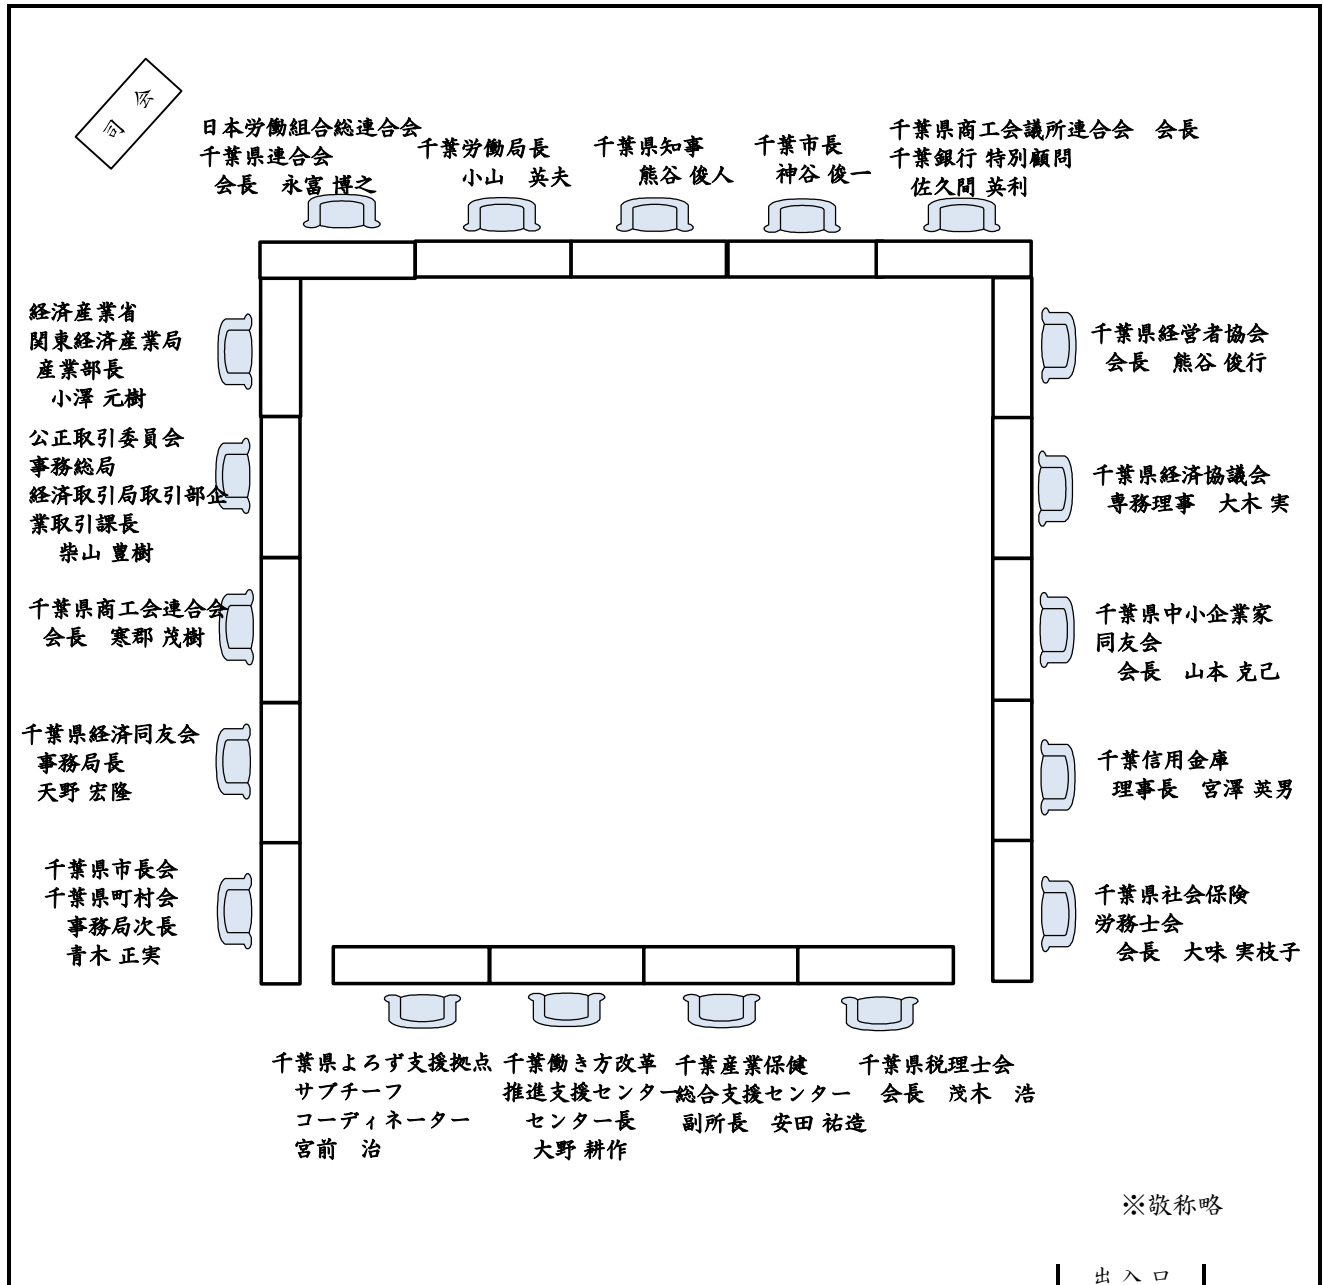 司会
日本労働組合総連合会
千葉県連合会
会長　永富 博之
千葉労働局長
小山　英夫
千葉県知事
熊谷 俊人
千葉市長
神谷 俊一
千葉県商工会議所連合会　会長
千葉銀行 特別顧問
佐久間 英利
経済産業省
関東経済産業局
産業部長
小澤 元樹
公正取引委員会
事務総局
経済取引局取引部企
業取引課長
柴山 豊樹
千葉県商工会連合会
会長　寒郡 茂樹
千葉県経済同友会
事務局長
天野 宏隆
千葉県市長会
千葉県町村会
事務局次長
青木 正実
千葉県経営者協会
会長　熊谷 俊行
千葉県経済協議会
専務理事　大木 実
千葉県中小企業家
同友会
会長　山本 克己
千葉信用金庫
理事長　宮澤 英男
千葉県社会保険
労務士会
会長　大味 実枝子
千葉県よろず支援拠点
サブチーフ
コーディネーター
宮前　治
千葉働き方改革
推進支援センター
センター長
大野 耕作
千葉産業保健
総合支援センター
副所長　安田 祐造
千葉県税理士会
会長　茂木　浩
※敬称略
出入口